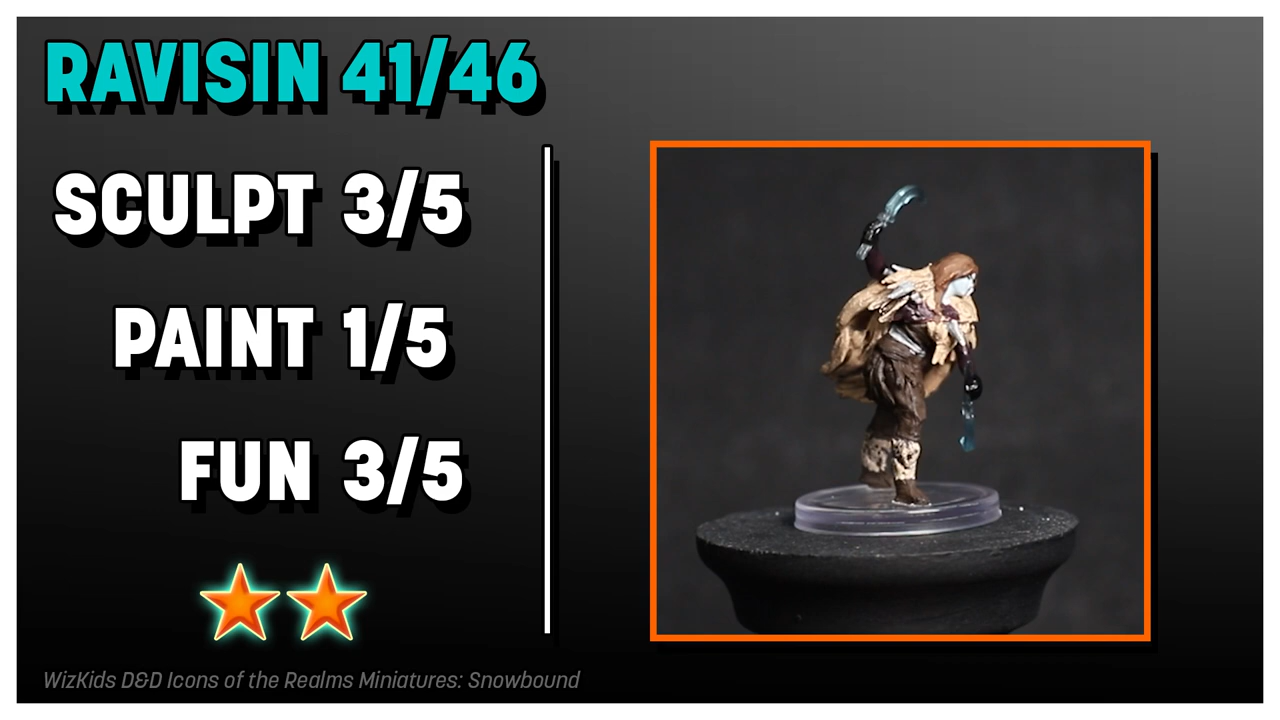 RAVISIN 41/46
SCULPT 3/5
PAINT 1/5
FUN 3/5
WizKids D&D Icons of the Realms Miniatures: Snowbound